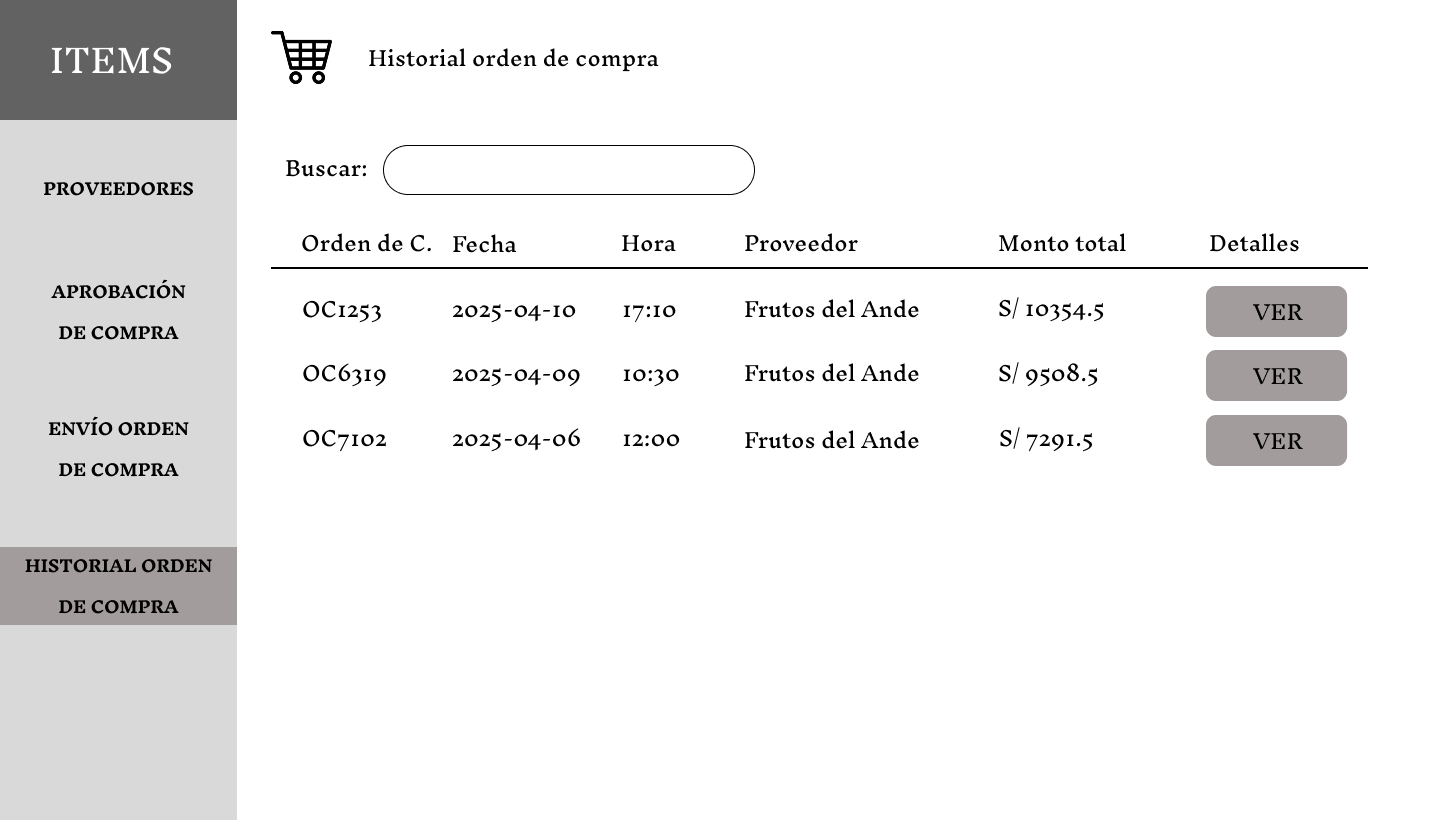 ITEMS
PROVEEDORES
APROBACIÓN
DE COMPRA
ENVÍO ORDEN
DE COMPRA
HISTORIAL ORDEN
DE COMPRA
Historial orden de compra
Buscar:
Orden de C. Fecha Hora Proveedor Monto total Detalles
OC1253 2025-04-10 17:10 Frutos del Ande S/ 10354.5 VER
OC6319 2025-04-09 10:30 Frutos del Ande S/ 9508.5 VER
OC7102 2025-04-06 12:00 Frutos del Ande S/ 7291.5 VER